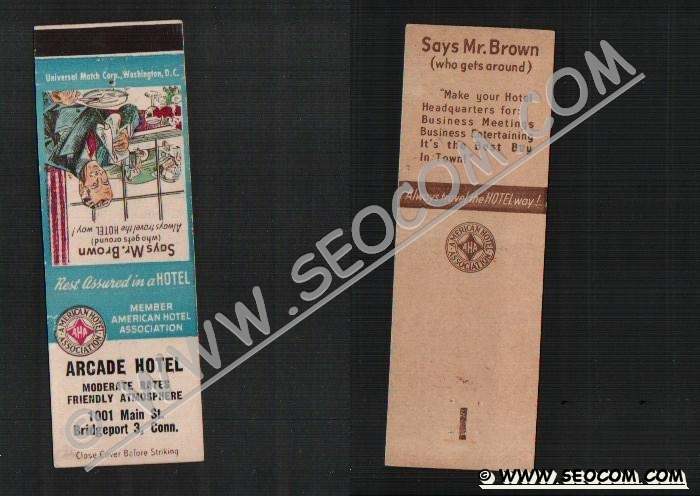 Universal Match Corp., Washington, D.C.
Says Mr. Brown
(who gets around)
Always travel the HOTEL way!
Rest Assured in a HOTEL
MEMBER
AMERICAN HOTEL
ASSOCIATION
AMERICAN HOTEL
AHA
ASSOCIATION
ARCADE HOTEL
MODERATE RATES
FRIENDLY ATMOSPHERE
1001 Main St.
Bridgeport 3, Conn.
Close Cover Before Striking
Says Mr. Brown
(who gets around)
"Make your Hotel
Headquarters for:
Business Meetings
Business Entertaining
It's the Best Buy
In Town"
Always travel the HOTEL way!
AMERICAN HOTEL
AHA
ASSOCIATION
© WWW.SEOCOM.COM
© WWW.SEOCOM.COM